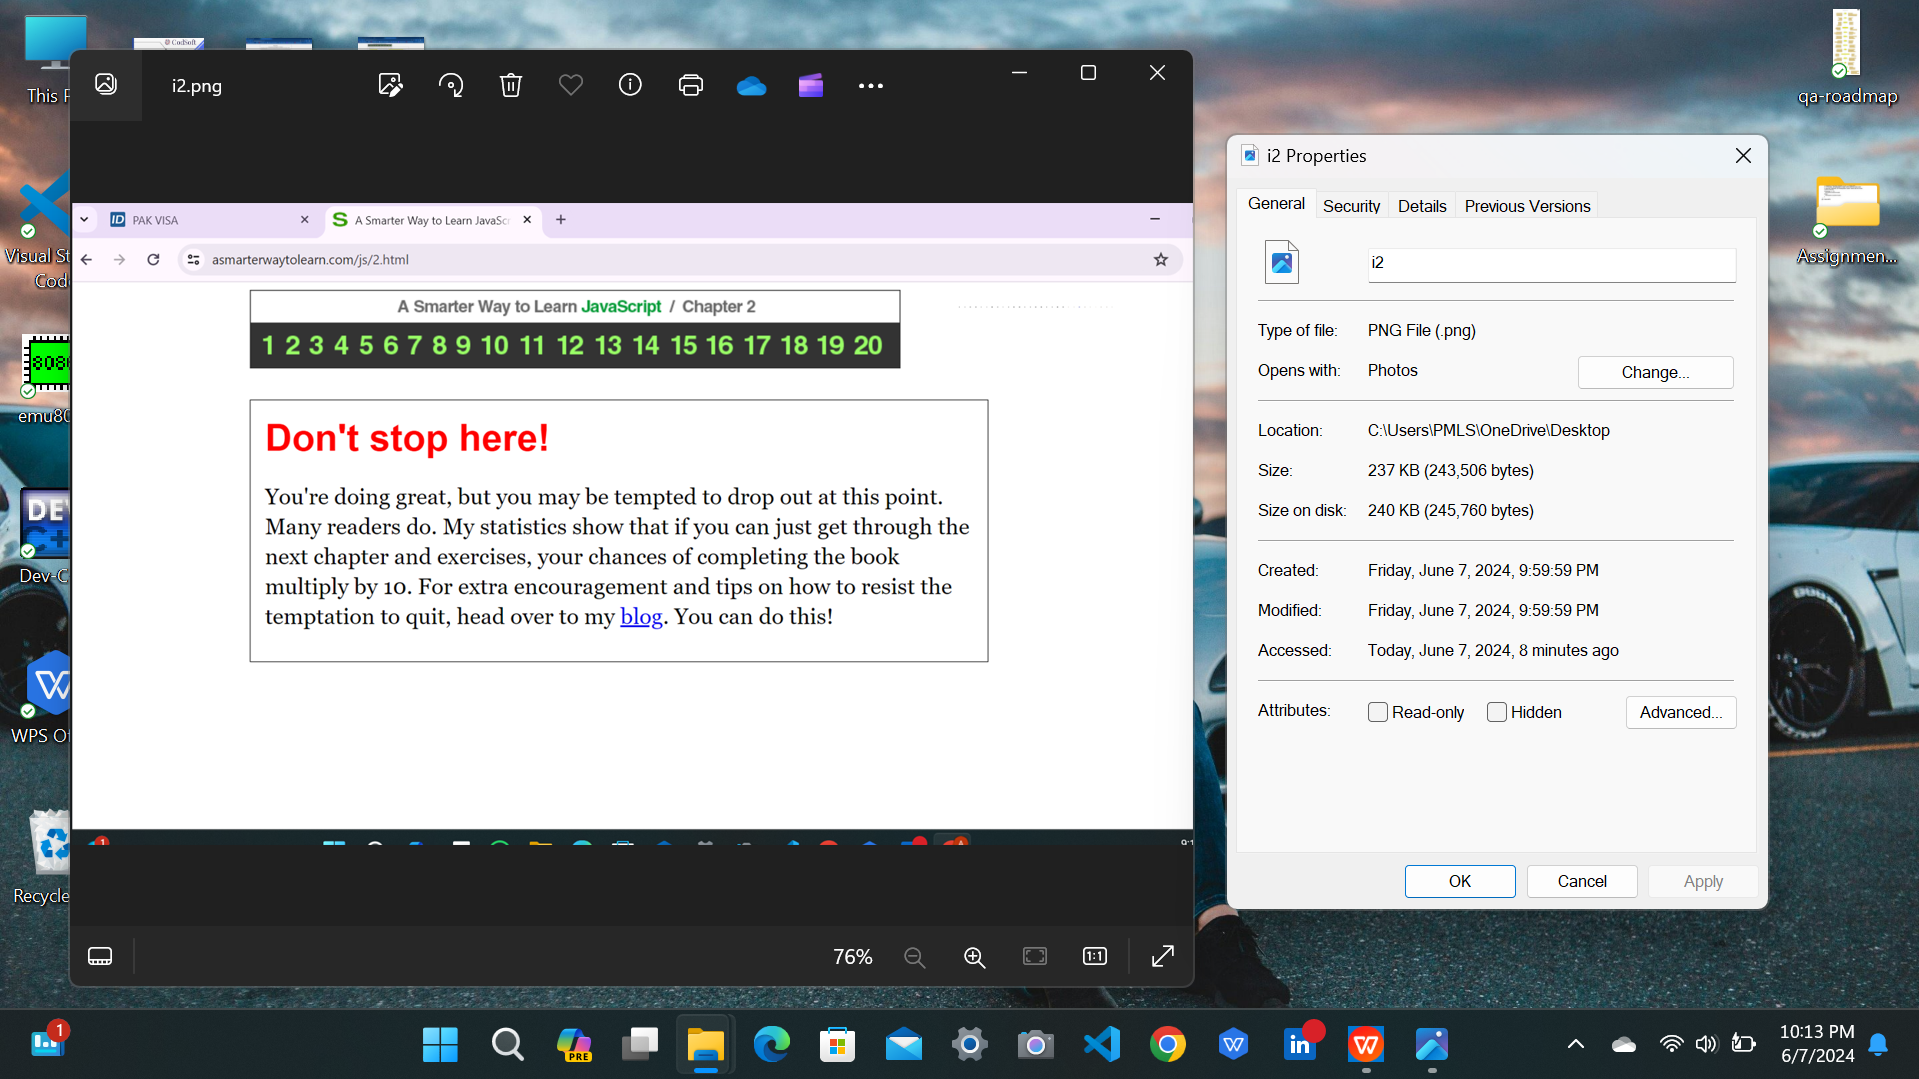 @ CodSoft
This P
Visual St
Code
8086
emu80
DEV
C+
Dev-C
WPS O
Recycle
i2.png
PAK VISA
A Smarter Way to Learn JavaSc
asmarterwaytolearn.com/js/2.html
A Smarter Way to Learn JavaScript / Chapter 2
1 2 3 4 5 6 7 8 9 10 11 12 13 14 15 16 17 18 19 20
Don't stop here!
You're doing great, but you may be tempted to drop out at this point.
Many readers do. My statistics show that if you can just get through the
next chapter and exercises, your chances of completing the book
multiply by 10. For extra encouragement and tips on how to resist the
temptation to quit, head over to my blog. You can do this!
76%
1:1
i2 Properties
General Security Details Previous Versions
i2
Type of file: PNG File (.png)
Opens with: Photos Change...
Location: C:\Users\PMLS\OneDrive\Desktop
Size: 237 KB (243,506 bytes)
Size on disk: 240 KB (245,760 bytes)
Created: Friday, June 7, 2024, 9:59:59 PM
Modified: Friday, June 7, 2024, 9:59:59 PM
Accessed: Today, June 7, 2024, 8 minutes ago
Attributes: Read-only Hidden Advanced...
OK Cancel Apply
qa-roadmap
Assignmen...
1
PRE
10:13 PM
6/7/2024